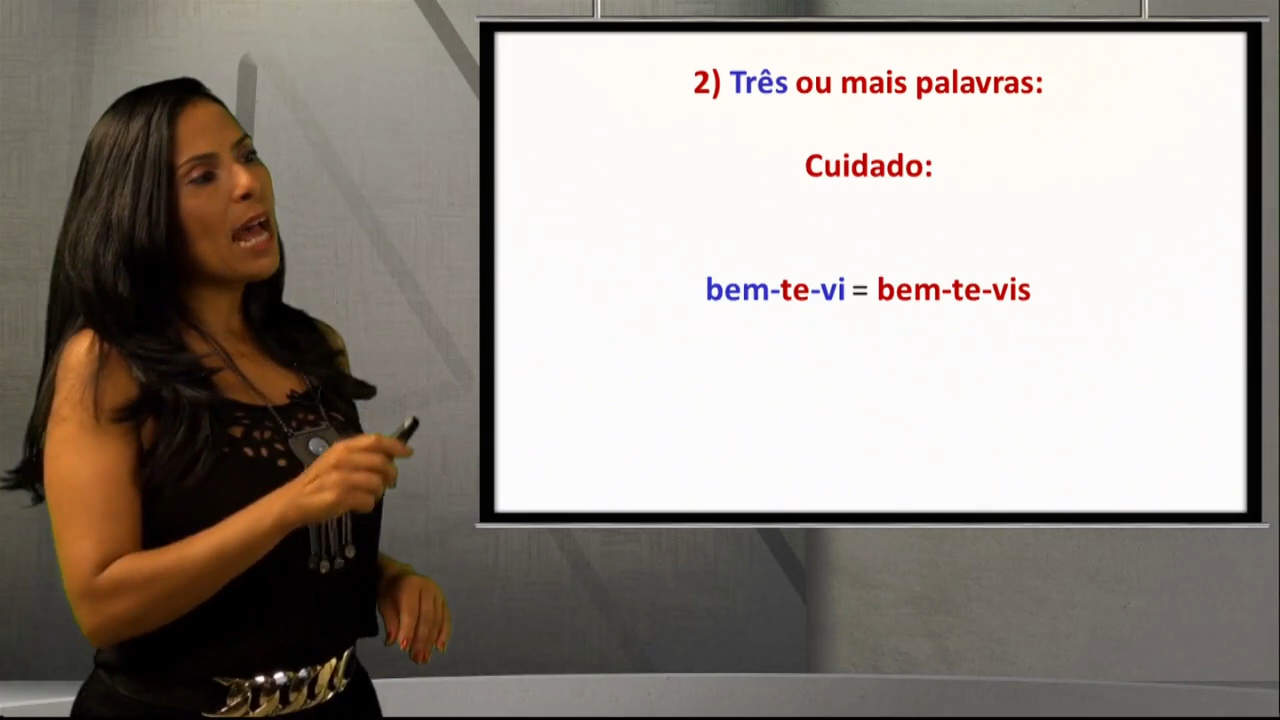 2) Três ou mais palavras:
Cuidado:
bem-te-vi = bem-te-vis